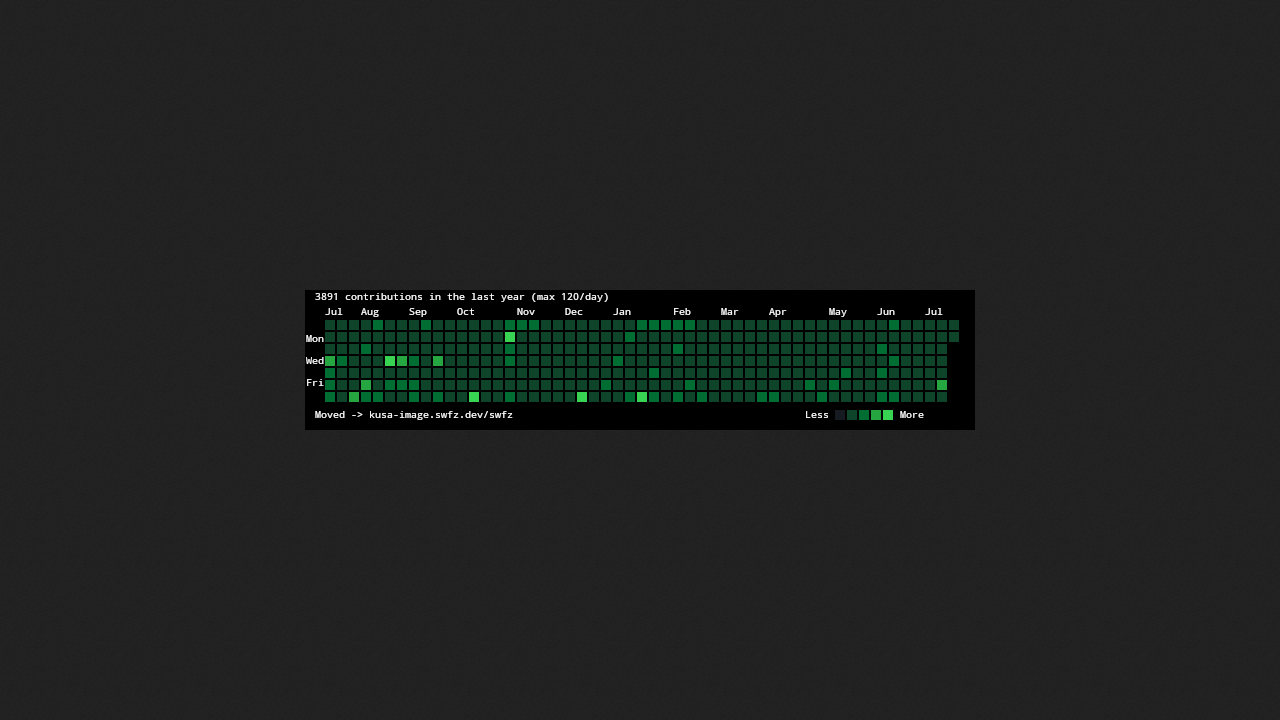 3891 contributions in the last year (max 120/day)
Jul Aug Sep Oct Nov Dec Jan Feb Mar Apr May Jun Jul
Mon
Wed
Fri
Moved -> kusa-image.swfz.dev/swfz Less More